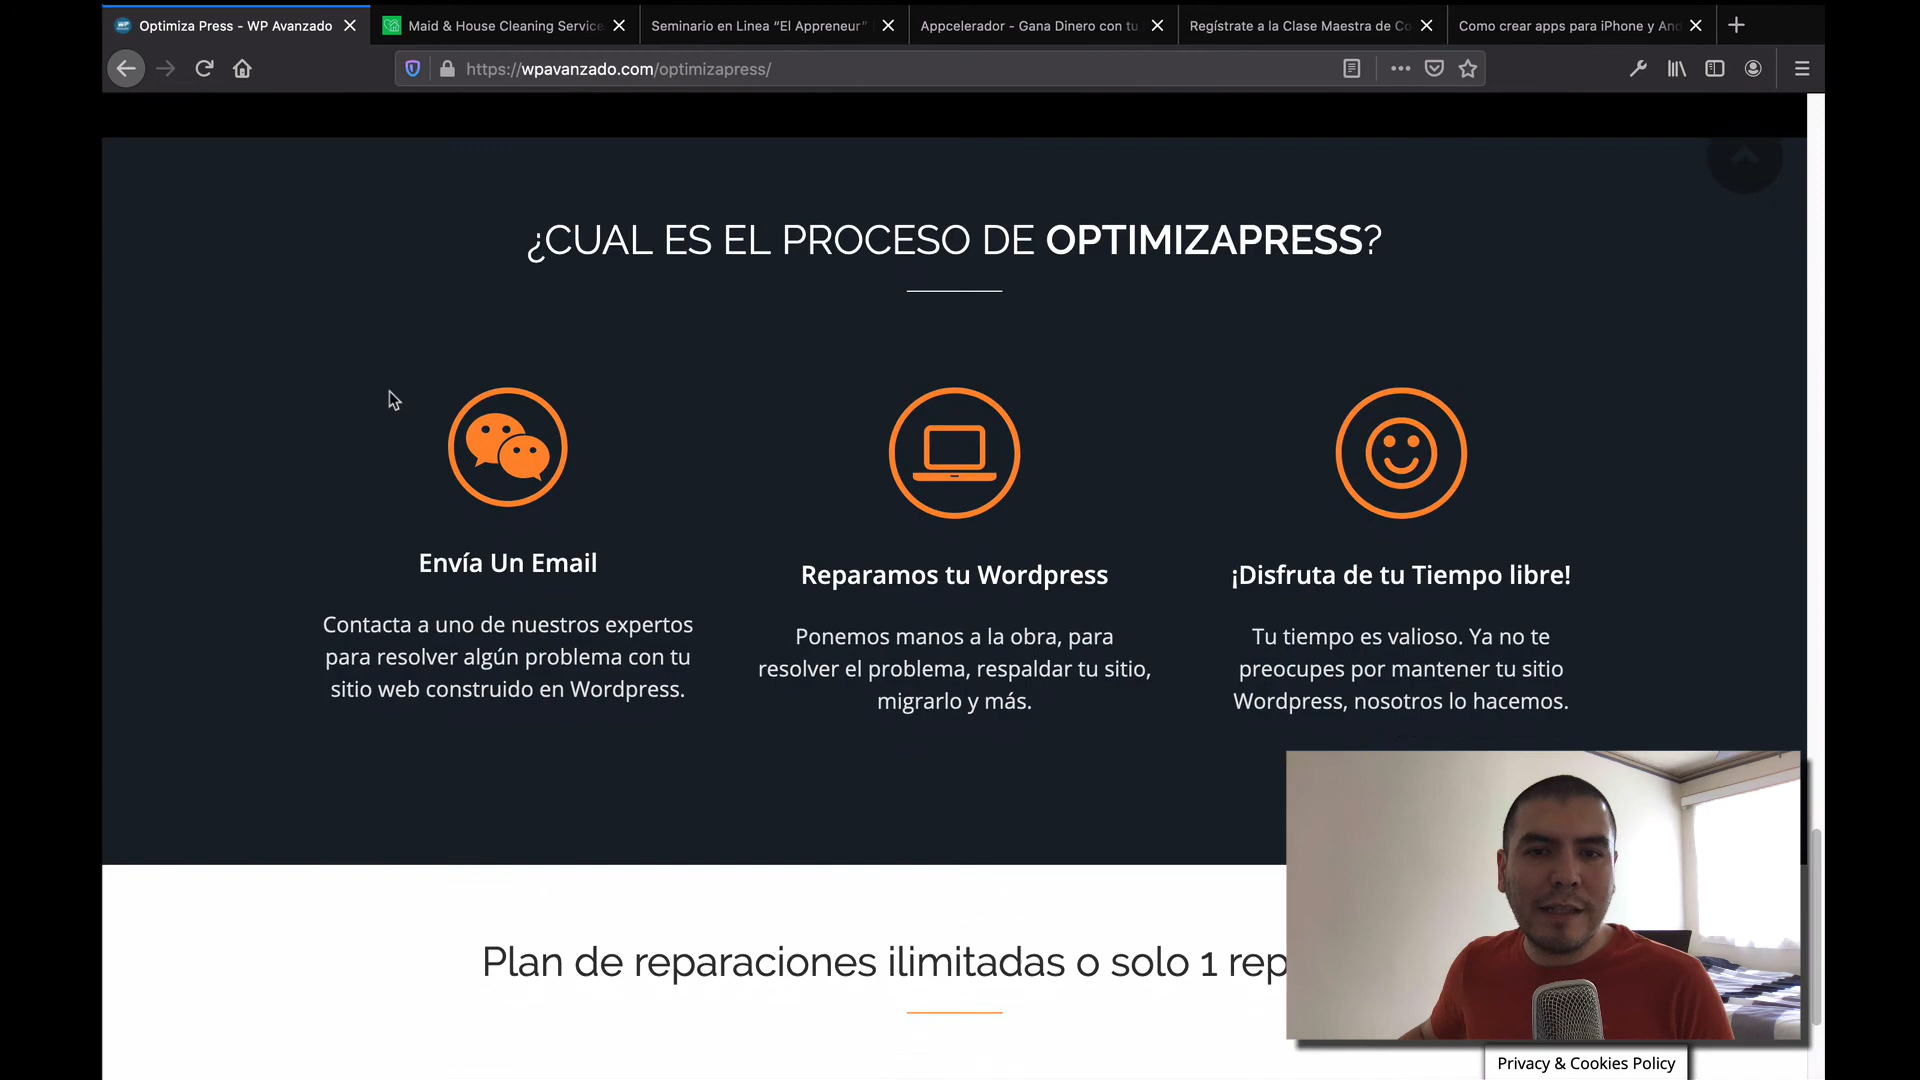 Optimiza Press - WP Avanzado
Maid & House Cleaning Service
Seminario en Linea “El Appreneur”
Appcelerador - Gana Dinero con tu
Regístrate a la Clase Maestra de Co
Como crear apps para iPhone y And
https://wpavanzado.com/optimizapress/
¿CUAL ES EL PROCESO DE OPTIMIZAPRESS?
Envía Un Email
Contacta a uno de nuestros expertos
para resolver algún problema con tu
sitio web construido en Wordpress.
Reparamos tu Wordpress
Ponemos manos a la obra, para
resolver el problema, respaldar tu sitio,
migrarlo y más.
¡Disfruta de tu Tiempo libre!
Tu tiempo es valioso. Ya no te
preocupes por mantener tu sitio
Wordpress, nosotros lo hacemos.
Plan de reparaciones ilimitadas o solo 1 rep
Privacy & Cookies Policy